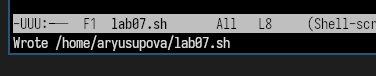 -UUU:----  F1  lab07.sh       All   L8     (Shell-scr
Wrote /home/aryusupova/lab07.sh